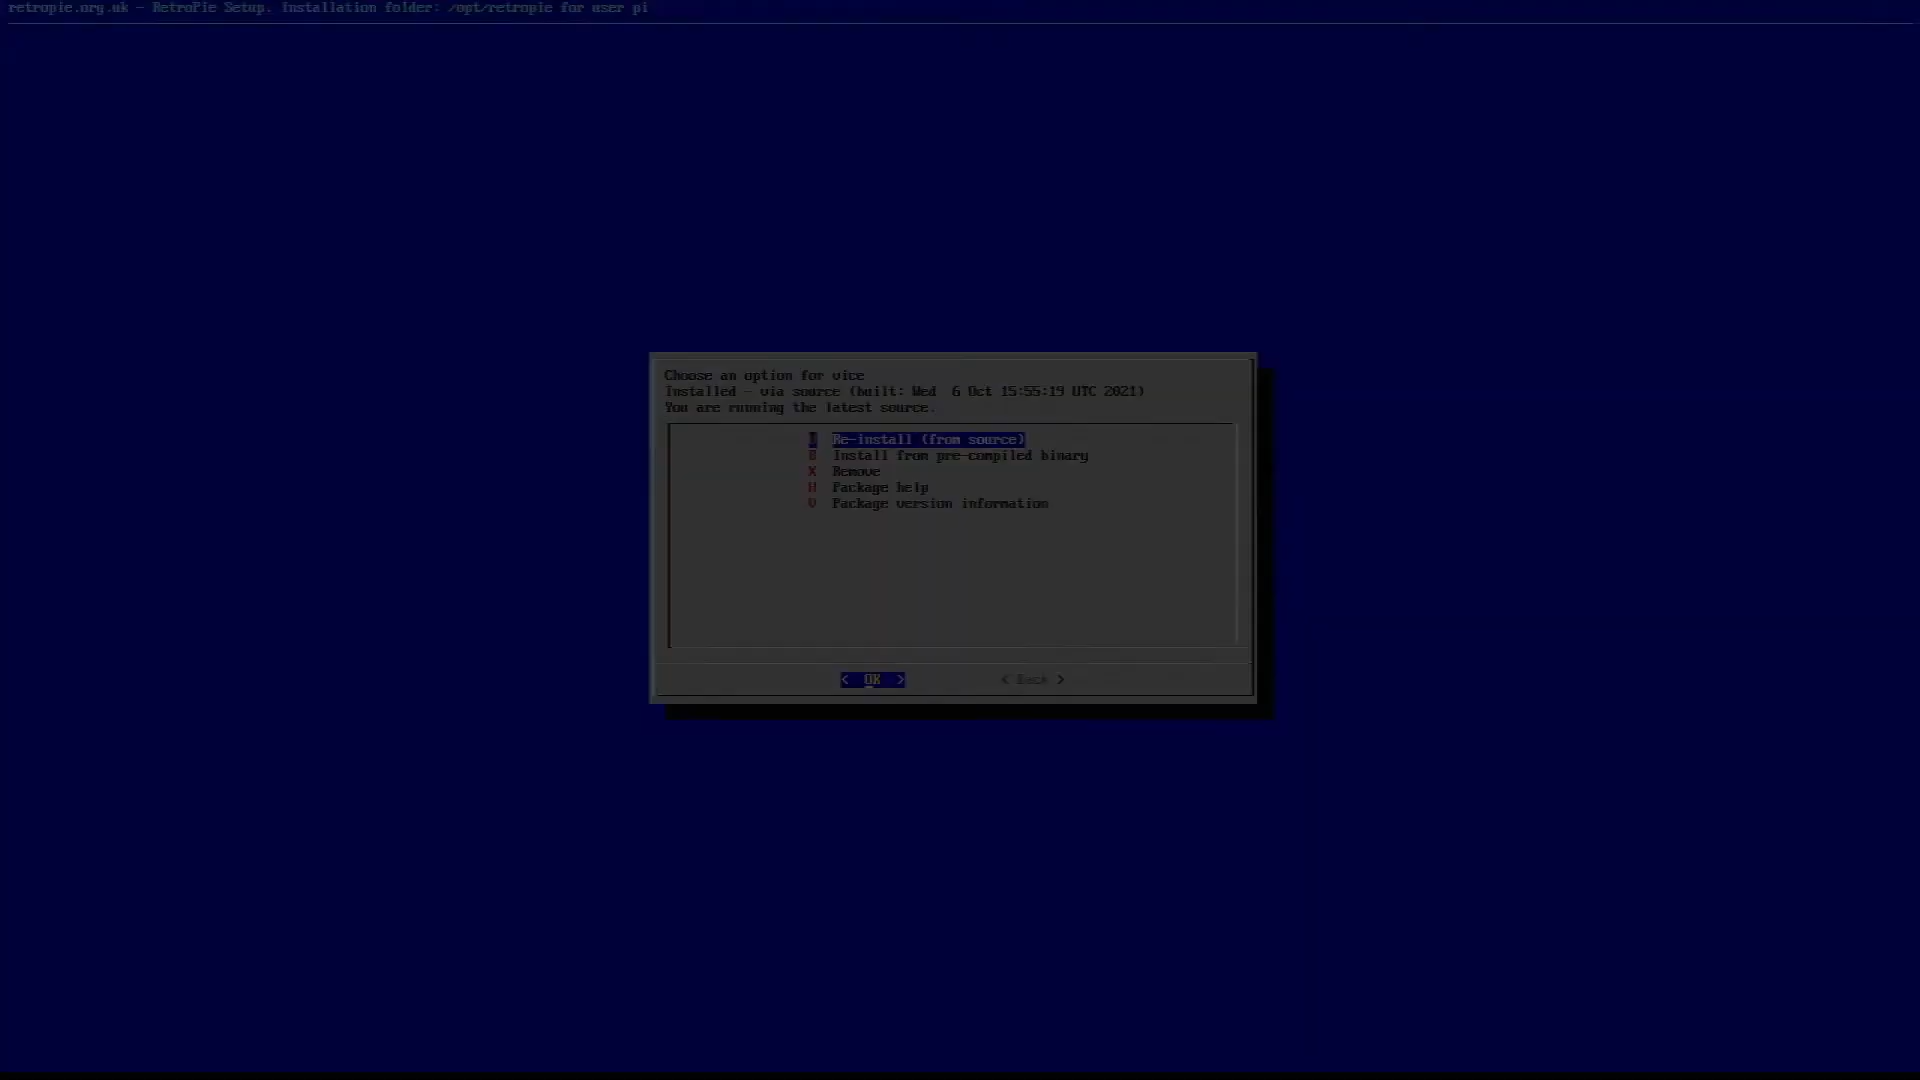 retropie.org.uk - RetroPie Setup. Installation folder: /opt/retropie for user pi
Choose an option for vice
Installed - via source (built: Wed  6 Oct 15:55:19 UTC 2021)
You are running the latest source.
Re-install (from source)
B Install from pre-compiled binary
X Remove
H Package help
V Package version information
< OK > < Back >